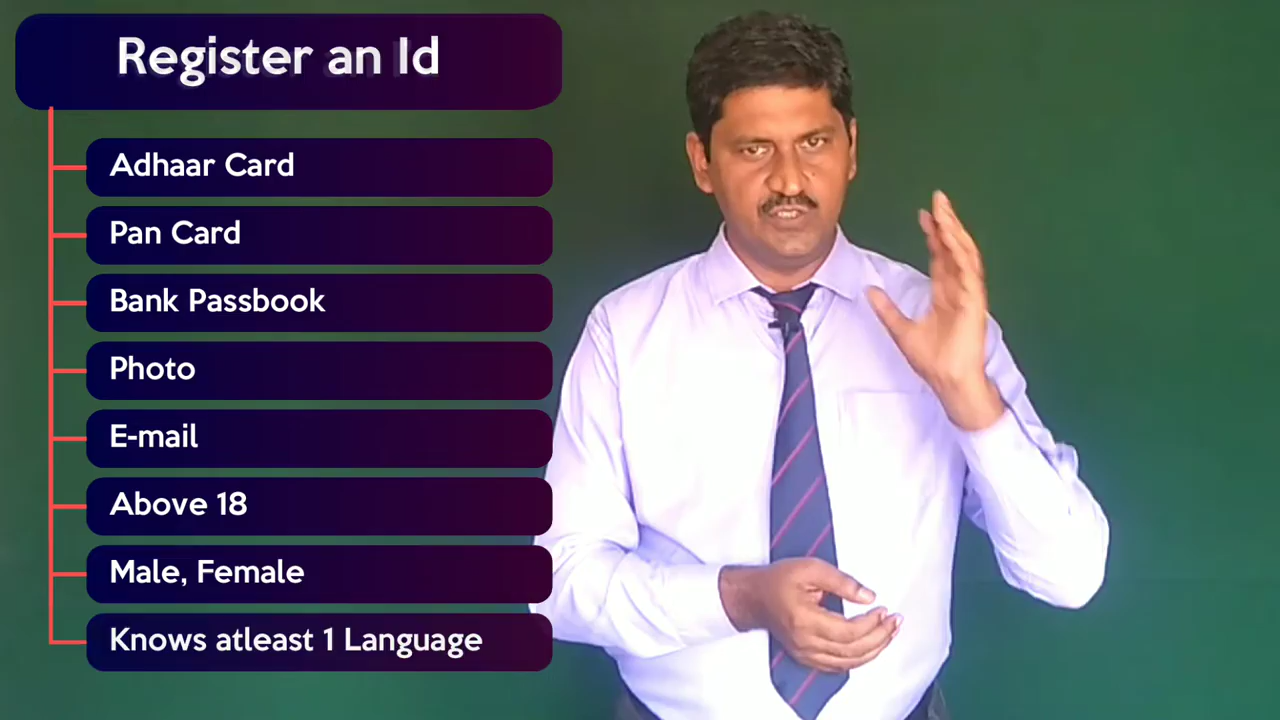 Register an Id
Adhaar Card
Pan Card
Bank Passbook
Photo
E-mail
Above 18
Male, Female
Knows atleast 1 Language